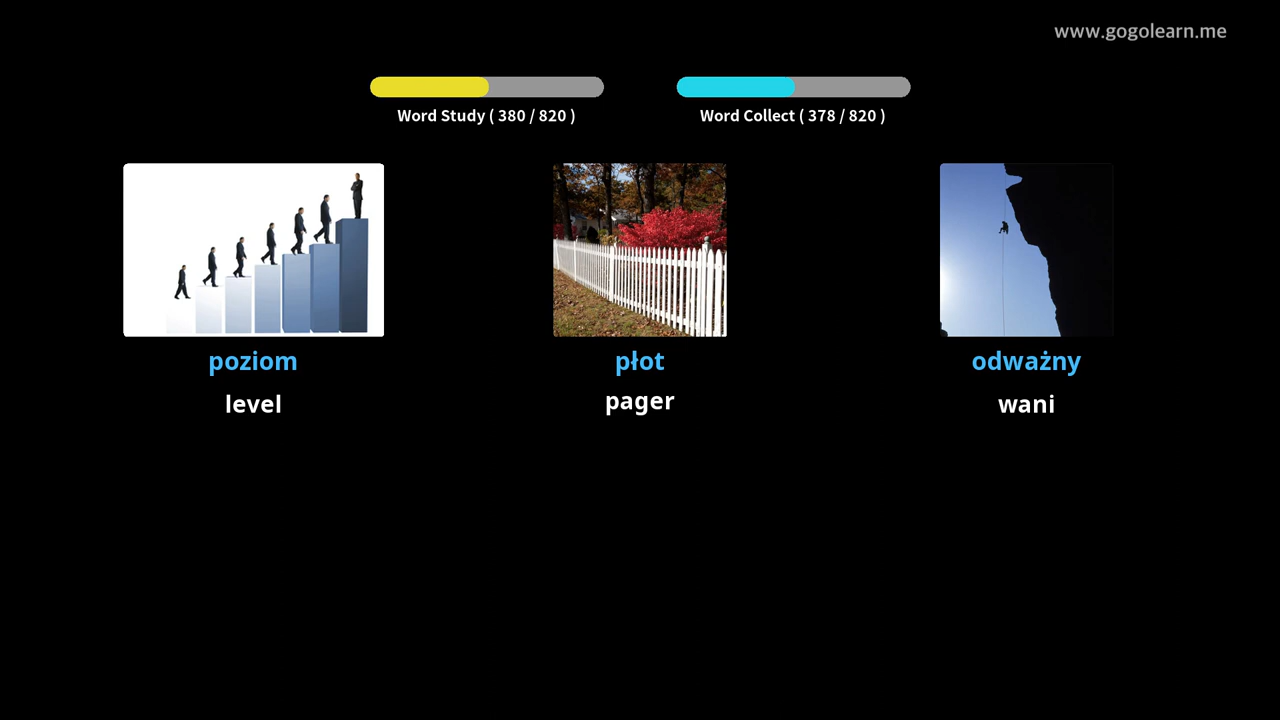 www.gogolearn.me
Word Study ( 380 / 820 )
Word Collect ( 378 / 820 )
poziom
płot
odważny
level
pager
wani